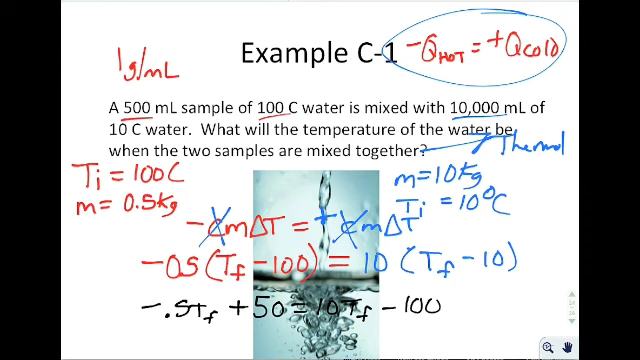 1g/mL
Example C-1
-QHOT = +QCOLD
A 500 mL sample of 100 C water is mixed with 10,000 mL of
10 C water. What will the temperature of the water be
when the two samples are mixed together?
Thermal
Ti = 100C
m = 0.5kg
m = 10kg
Ti = 10°C
-cmΔT = +cmΔT
-0.5 (Tf - 100) = 10 (Tf - 10)
-.5Tf + 50 = 10Tf - 100